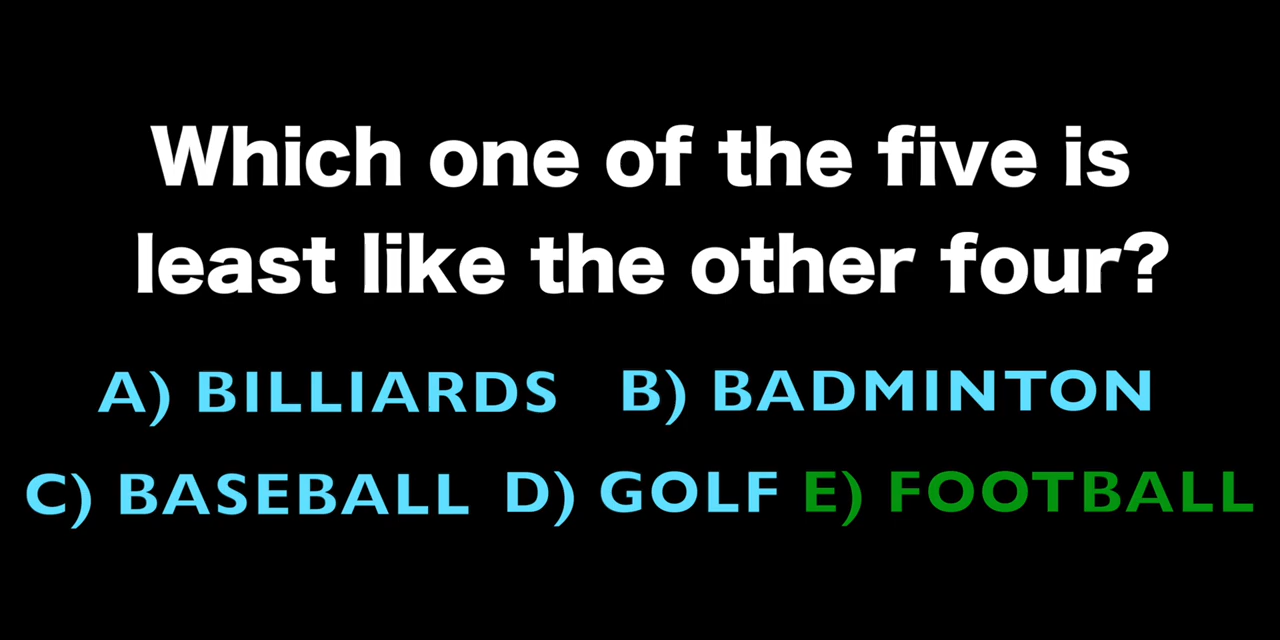 Which one of the five is
least like the other four?
A) BILLIARDS B) BADMINTON
C) BASEBALL D) GOLF E) FOOTBALL